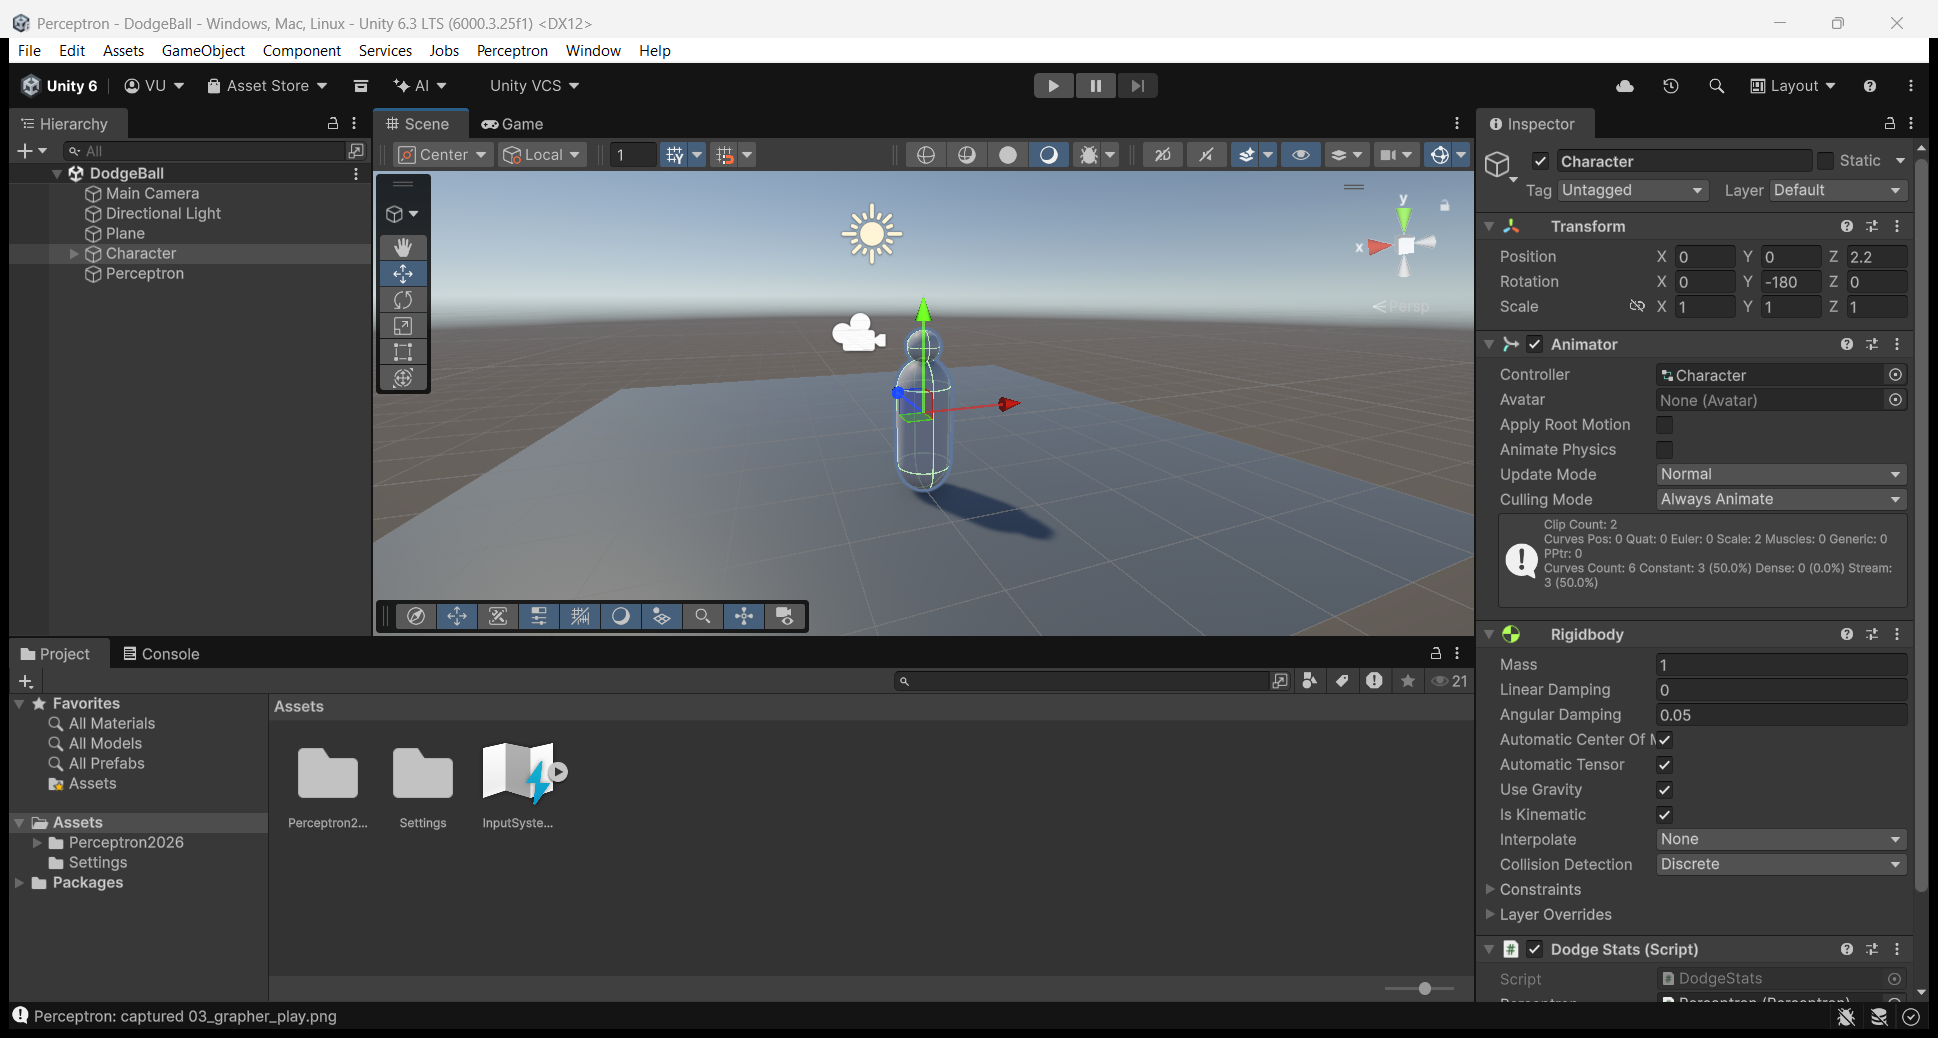 Perceptron - DodgeBall - Windows, Mac, Linux - Unity 6.3 LTS (6000.3.25f1) <DX12>
File Edit Assets GameObject Component Services Jobs Perceptron Window Help
Unity 6 VU Asset Store AI Unity VCS Layout
Hierarchy
All
DodgeBall
Main Camera
Directional Light
Plane
Character
Perceptron
Scene Game
Center Local 1 2D
y
x
Persp
Inspector
Character Static
Tag Untagged Layer Default
Transform
Position X 0 Y 0 Z 2.2
Rotation X 0 Y -180 Z 0
Scale X 1 Y 1 Z 1
Animator
Controller Character
Avatar None (Avatar)
Apply Root Motion
Animate Physics
Update Mode Normal
Culling Mode Always Animate
Clip Count: 2
Curves Pos: 0 Quat: 0 Euler: 0 Scale: 2 Muscles: 0 Generic: 0
PPtr: 0
Curves Count: 6 Constant: 3 (50.0%) Dense: 0 (0.0%) Stream:
3 (50.0%)
Rigidbody
Mass 1
Linear Damping 0
Angular Damping 0.05
Automatic Center Of
Automatic Tensor
Use Gravity
Is Kinematic
Interpolate None
Collision Detection Discrete
Constraints
Layer Overrides
Dodge Stats (Script)
Script DodgeStats
Perceptron Perceptron (Perceptron)
Project Console
21
Favorites
All Materials
All Models
All Prefabs
Assets
Assets
Perceptron2026
Settings
Packages
Assets
Perceptron2... Settings InputSyste...
Perceptron: captured 03_grapher_play.png